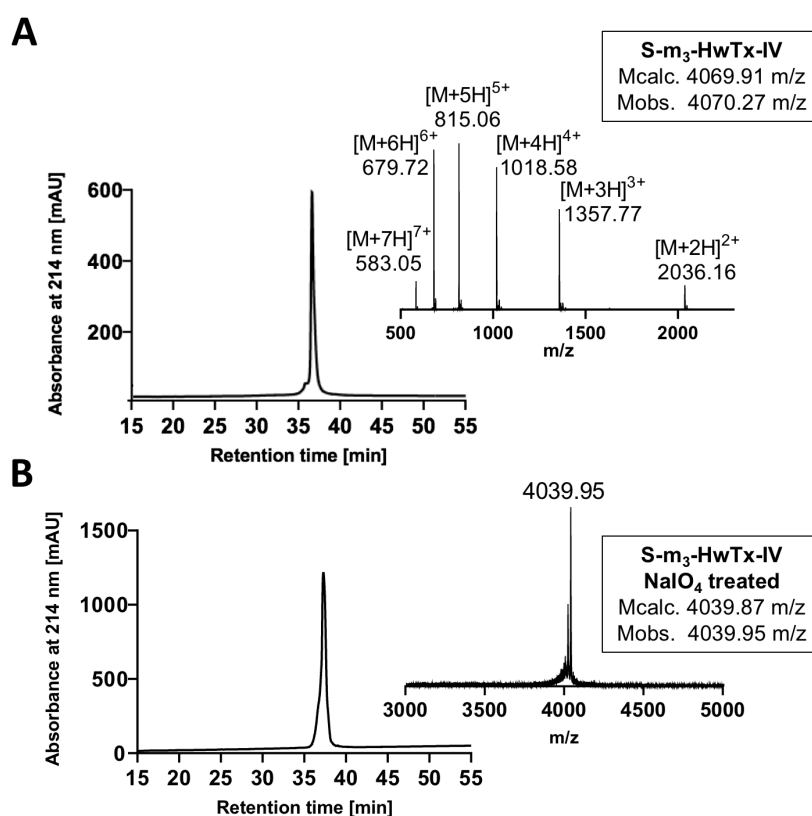 A
S-m3-HwTx-IV
Mcalc. 4069.91 m/z
Mobs. 4070.27 m/z
[M+5H]5+
815.06
[M+6H]6+
679.72
[M+4H]4+
1018.58
[M+3H]3+
1357.77
[M+7H]7+
583.05
[M+2H]2+
2036.16
500 1000 1500 2000
m/z
Absorbance at 214 nm [mAU]
600
400
200
15 20 25 30 35 40 45 50 55
Retention time [min]
B
4039.95
S-m3-HwTx-IV
NaIO4 treated
Mcalc. 4039.87 m/z
Mobs. 4039.95 m/z
3000 3500 4000 4500 5000
m/z
Absorbance at 214 nm [mAU]
1500
1000
500
0
15 20 25 30 35 40 45 50 55
Retention time [min]